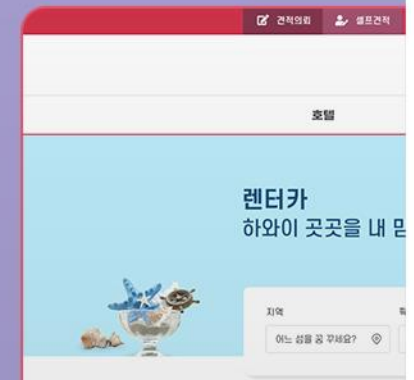 견적의뢰 셀프견적
호텔
렌터카
하와이 곳곳을 내
지역
어느 섬을 꿈 꾸세요?